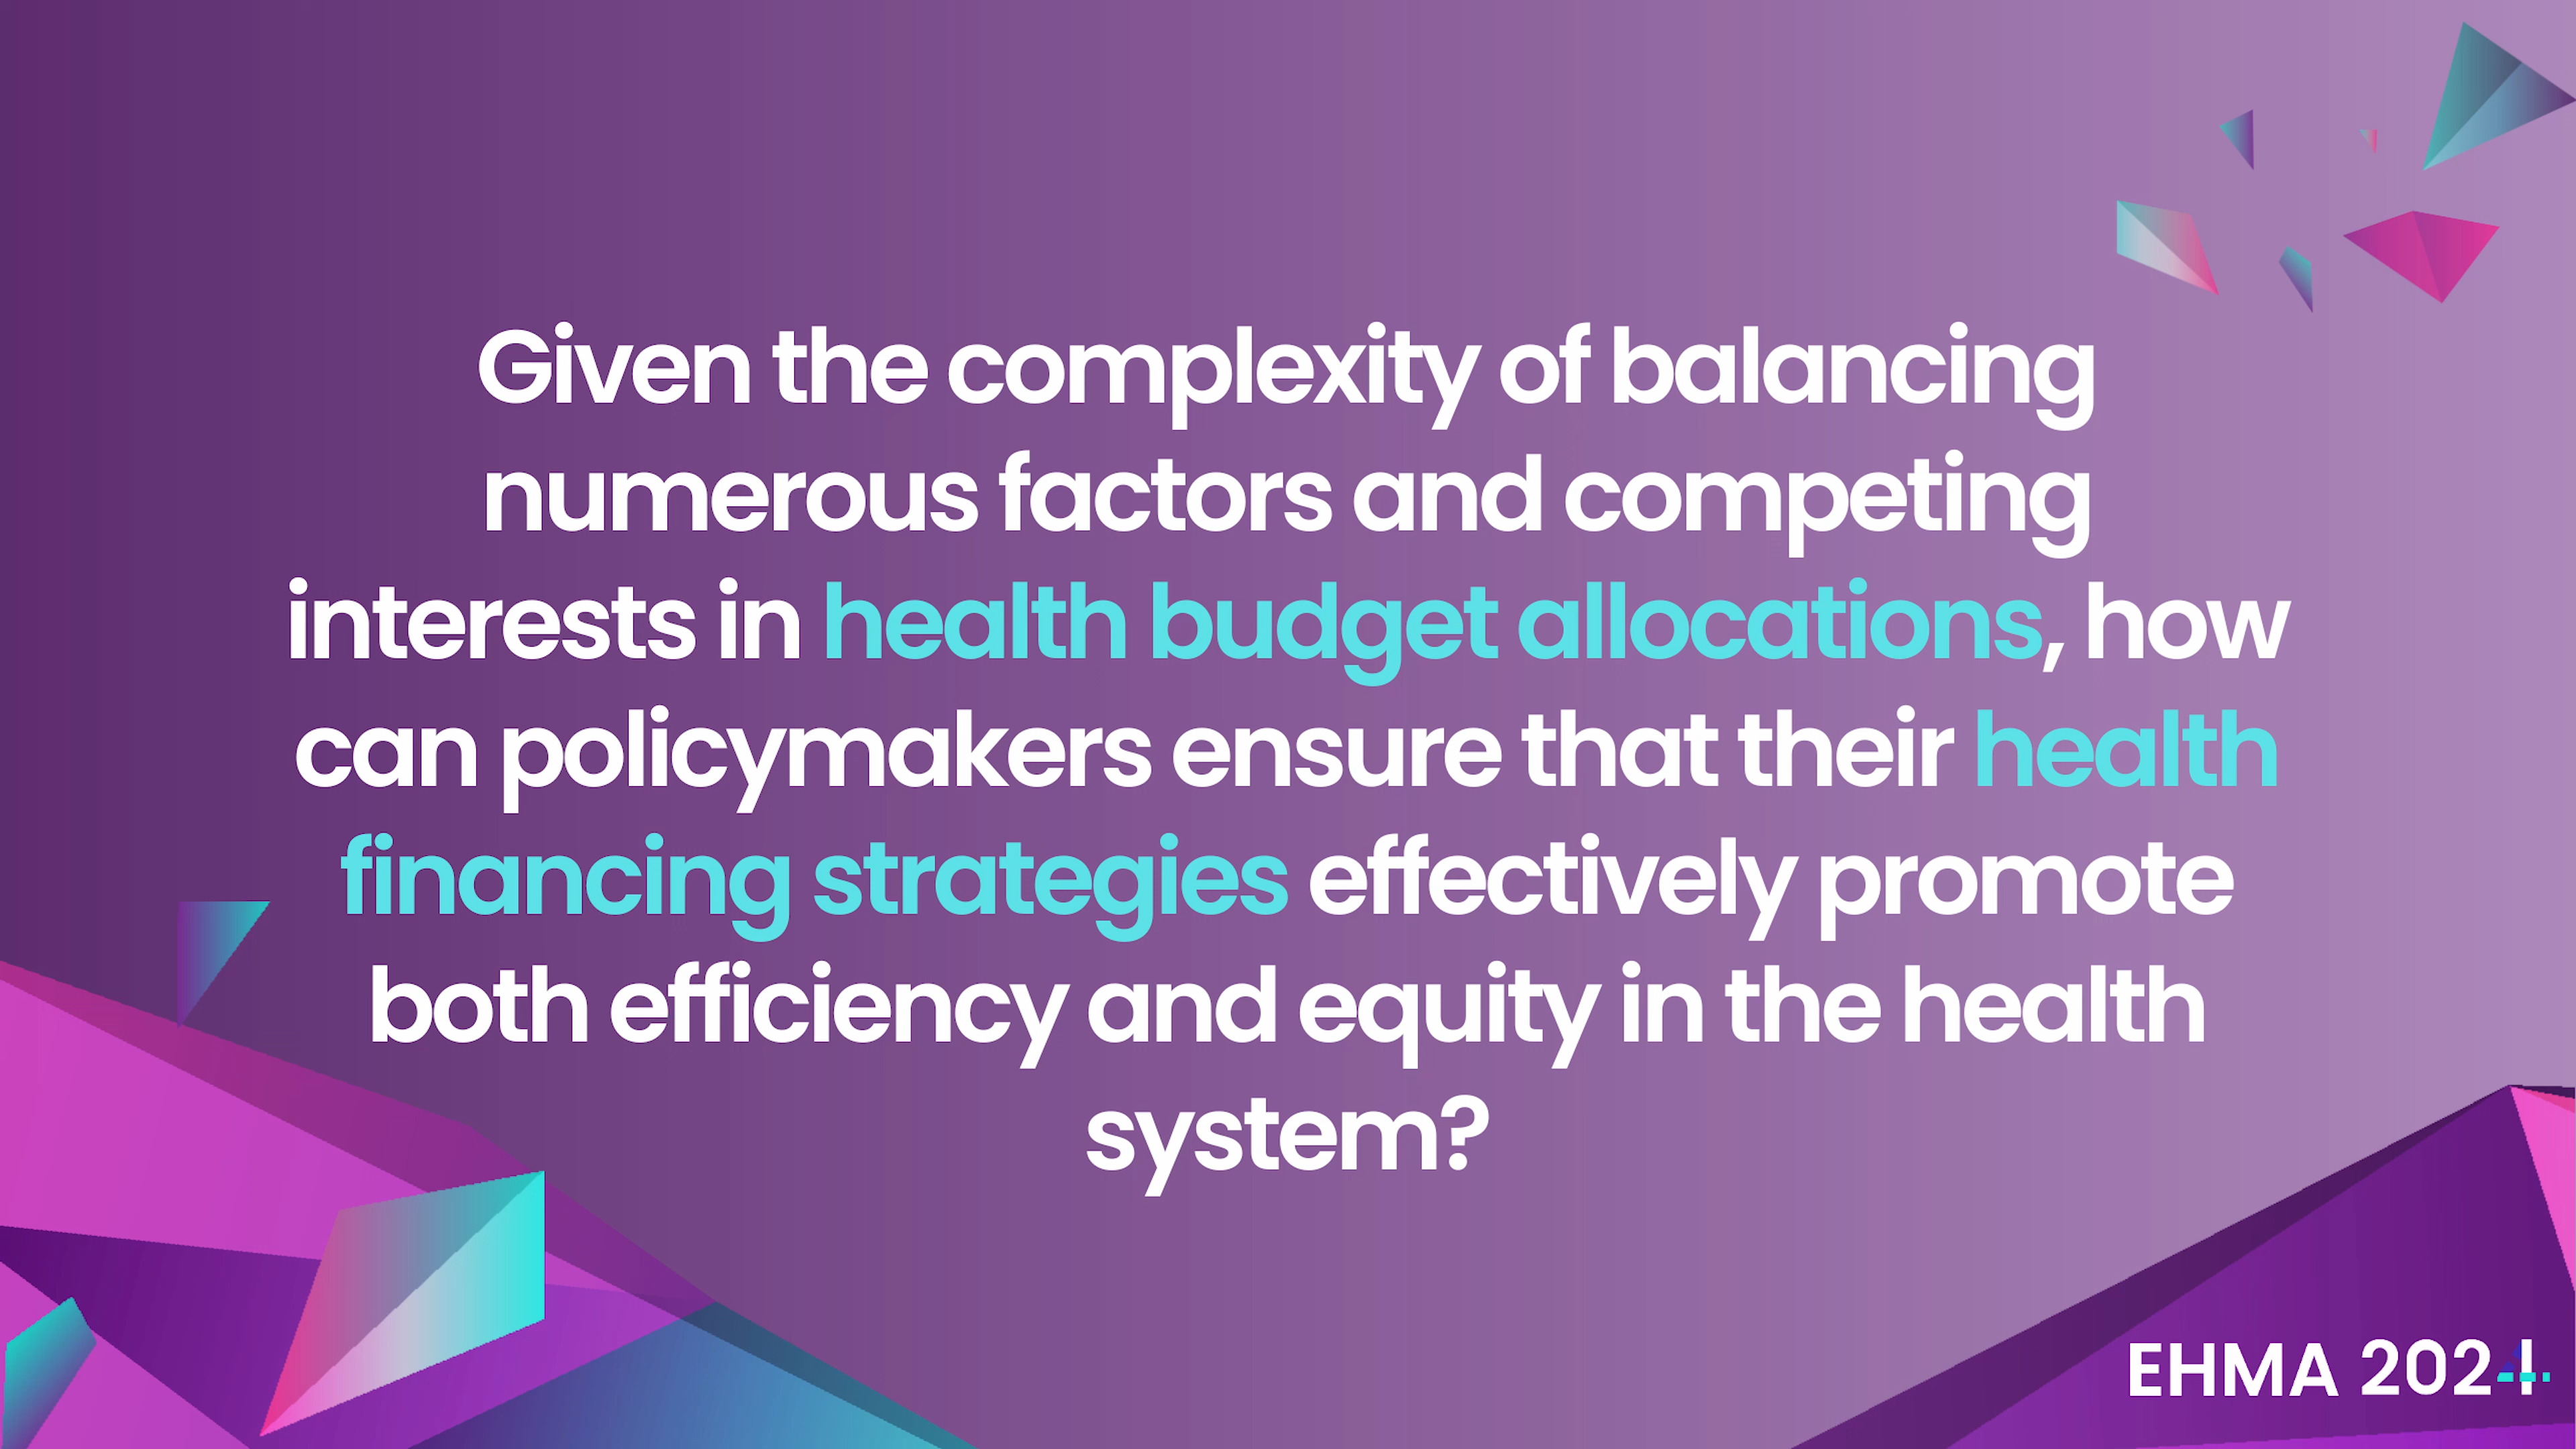 Given the complexity of balancing
numerous factors and competing
interests in health budget allocations, how
can policymakers ensure that their health
financing strategies effectively promote
both efficiency and equity in the health
system?
EHMA 2024